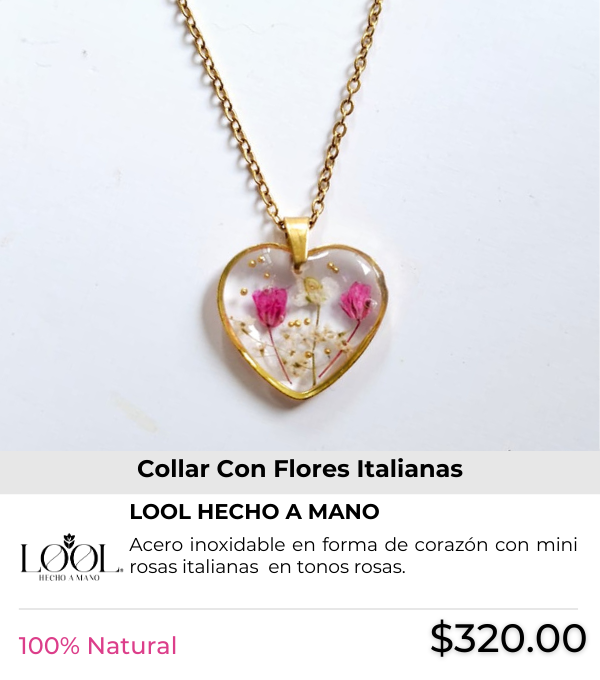 Collar Con Flores Italianas
LOOL HECHO A MANO
LOOL®
HECHO A MANO
Acero inoxidable en forma de corazón con mini
rosas italianas en tonos rosas.
100% Natural
$320.00